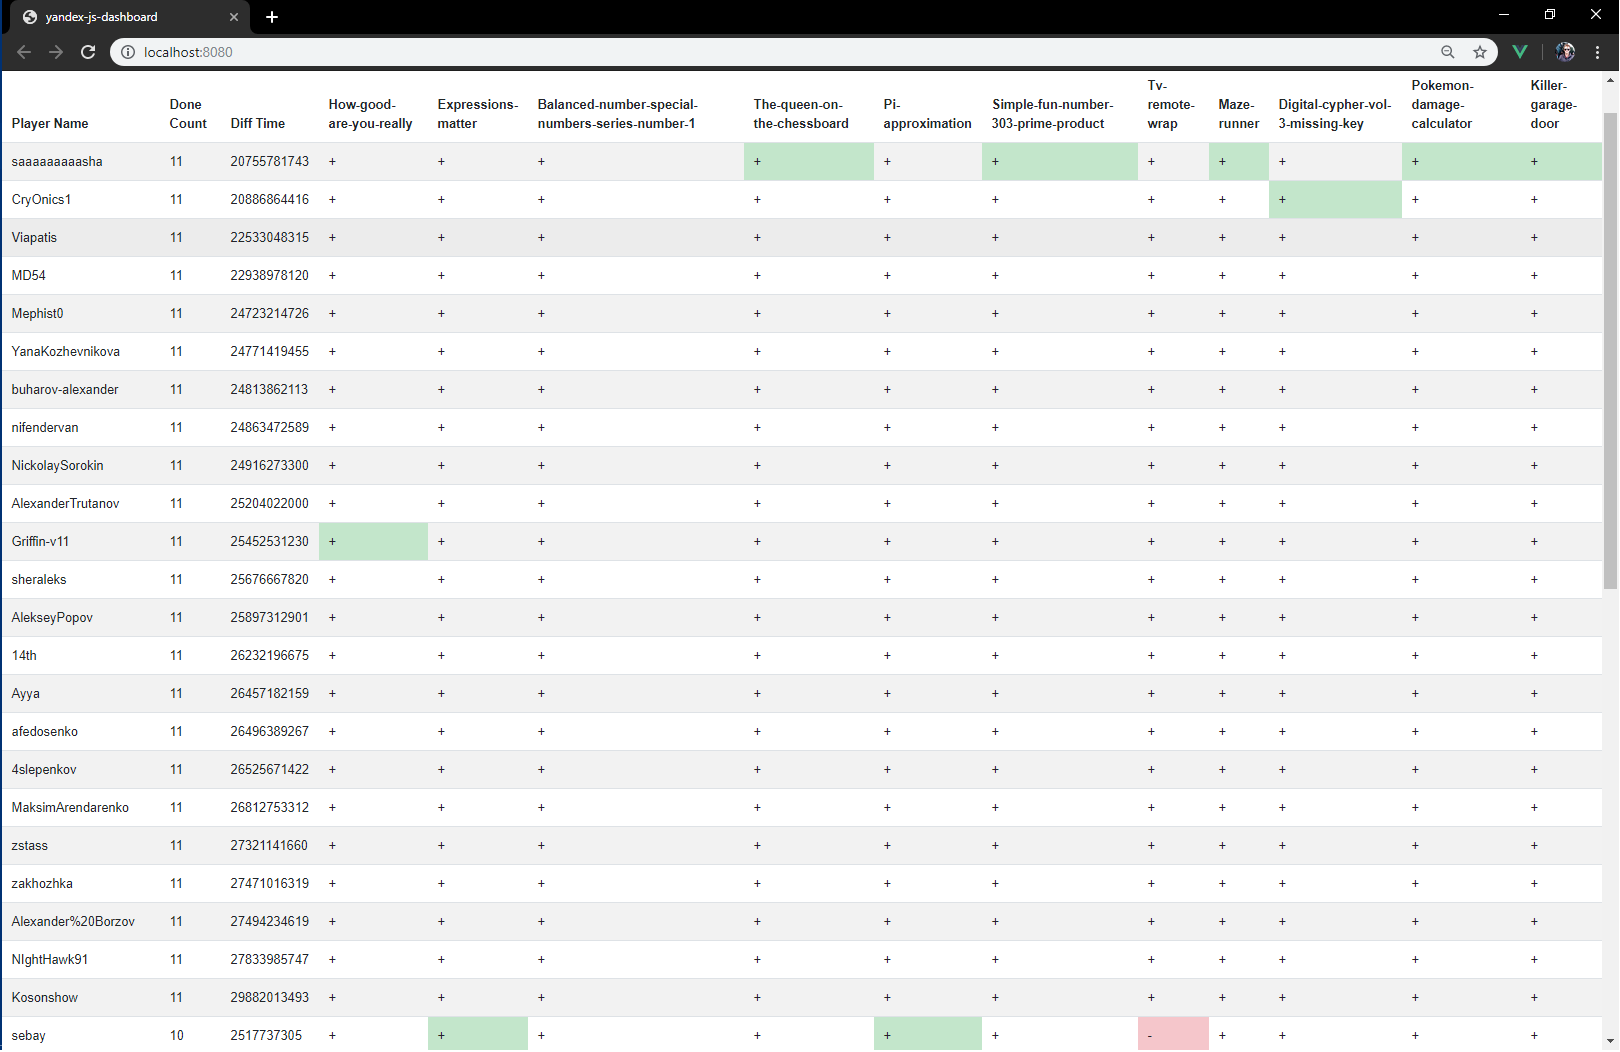 yandex-js-dashboard
localhost:8080
Player Name Done Count Diff Time How-good-are-you-really Expressions-matter Balanced-number-special-numbers-series-number-1 The-queen-on-the-chessboard Pi-approximation Simple-fun-number-303-prime-product Tv-remote-wrap Maze-runner Digital-cypher-vol-3-missing-key Pokemon-damage-calculator Killer-garage-door
saaaaaaaaaasha 11 20755781743 + + + + + + + + + + +
CryOnics1 11 20886864416 + + + + + + + + + + +
Viapatis 11 22533048315 + + + + + + + + + + +
MD54 11 22938978120 + + + + + + + + + + +
Mephist0 11 24723214726 + + + + + + + + + + +
YanaKozhevnikova 11 24771419455 + + + + + + + + + + +
buharov-alexander 11 24813862113 + + + + + + + + + + +
nifendervan 11 24863472589 + + + + + + + + + + +
NickolaySorokin 11 24916273300 + + + + + + + + + + +
AlexanderTrutanov 11 25204022000 + + + + + + + + + + +
Griffin-v11 11 25452531230 + + + + + + + + + + +
sheraleks 11 25676667820 + + + + + + + + + + +
AlekseyPopov 11 25897312901 + + + + + + + + + + +
14th 11 26232196675 + + + + + + + + + + +
Ayya 11 26457182159 + + + + + + + + + + +
afedosenko 11 26496389267 + + + + + + + + + + +
4slepenkov 11 26525671422 + + + + + + + + + + +
MaksimArendarenko 11 26812753312 + + + + + + + + + + +
zstass 11 27321141660 + + + + + + + + + + +
zakhozhka 11 27471016319 + + + + + + + + + + +
Alexander%20Borzov 11 27494234619 + + + + + + + + + + +
NIghtHawk91 11 27833985747 + + + + + + + + + + +
Kosonshow 11 29882013493 + + + + + + + + + + +
sebay 10 2517737305 + + + + + + - + + + +